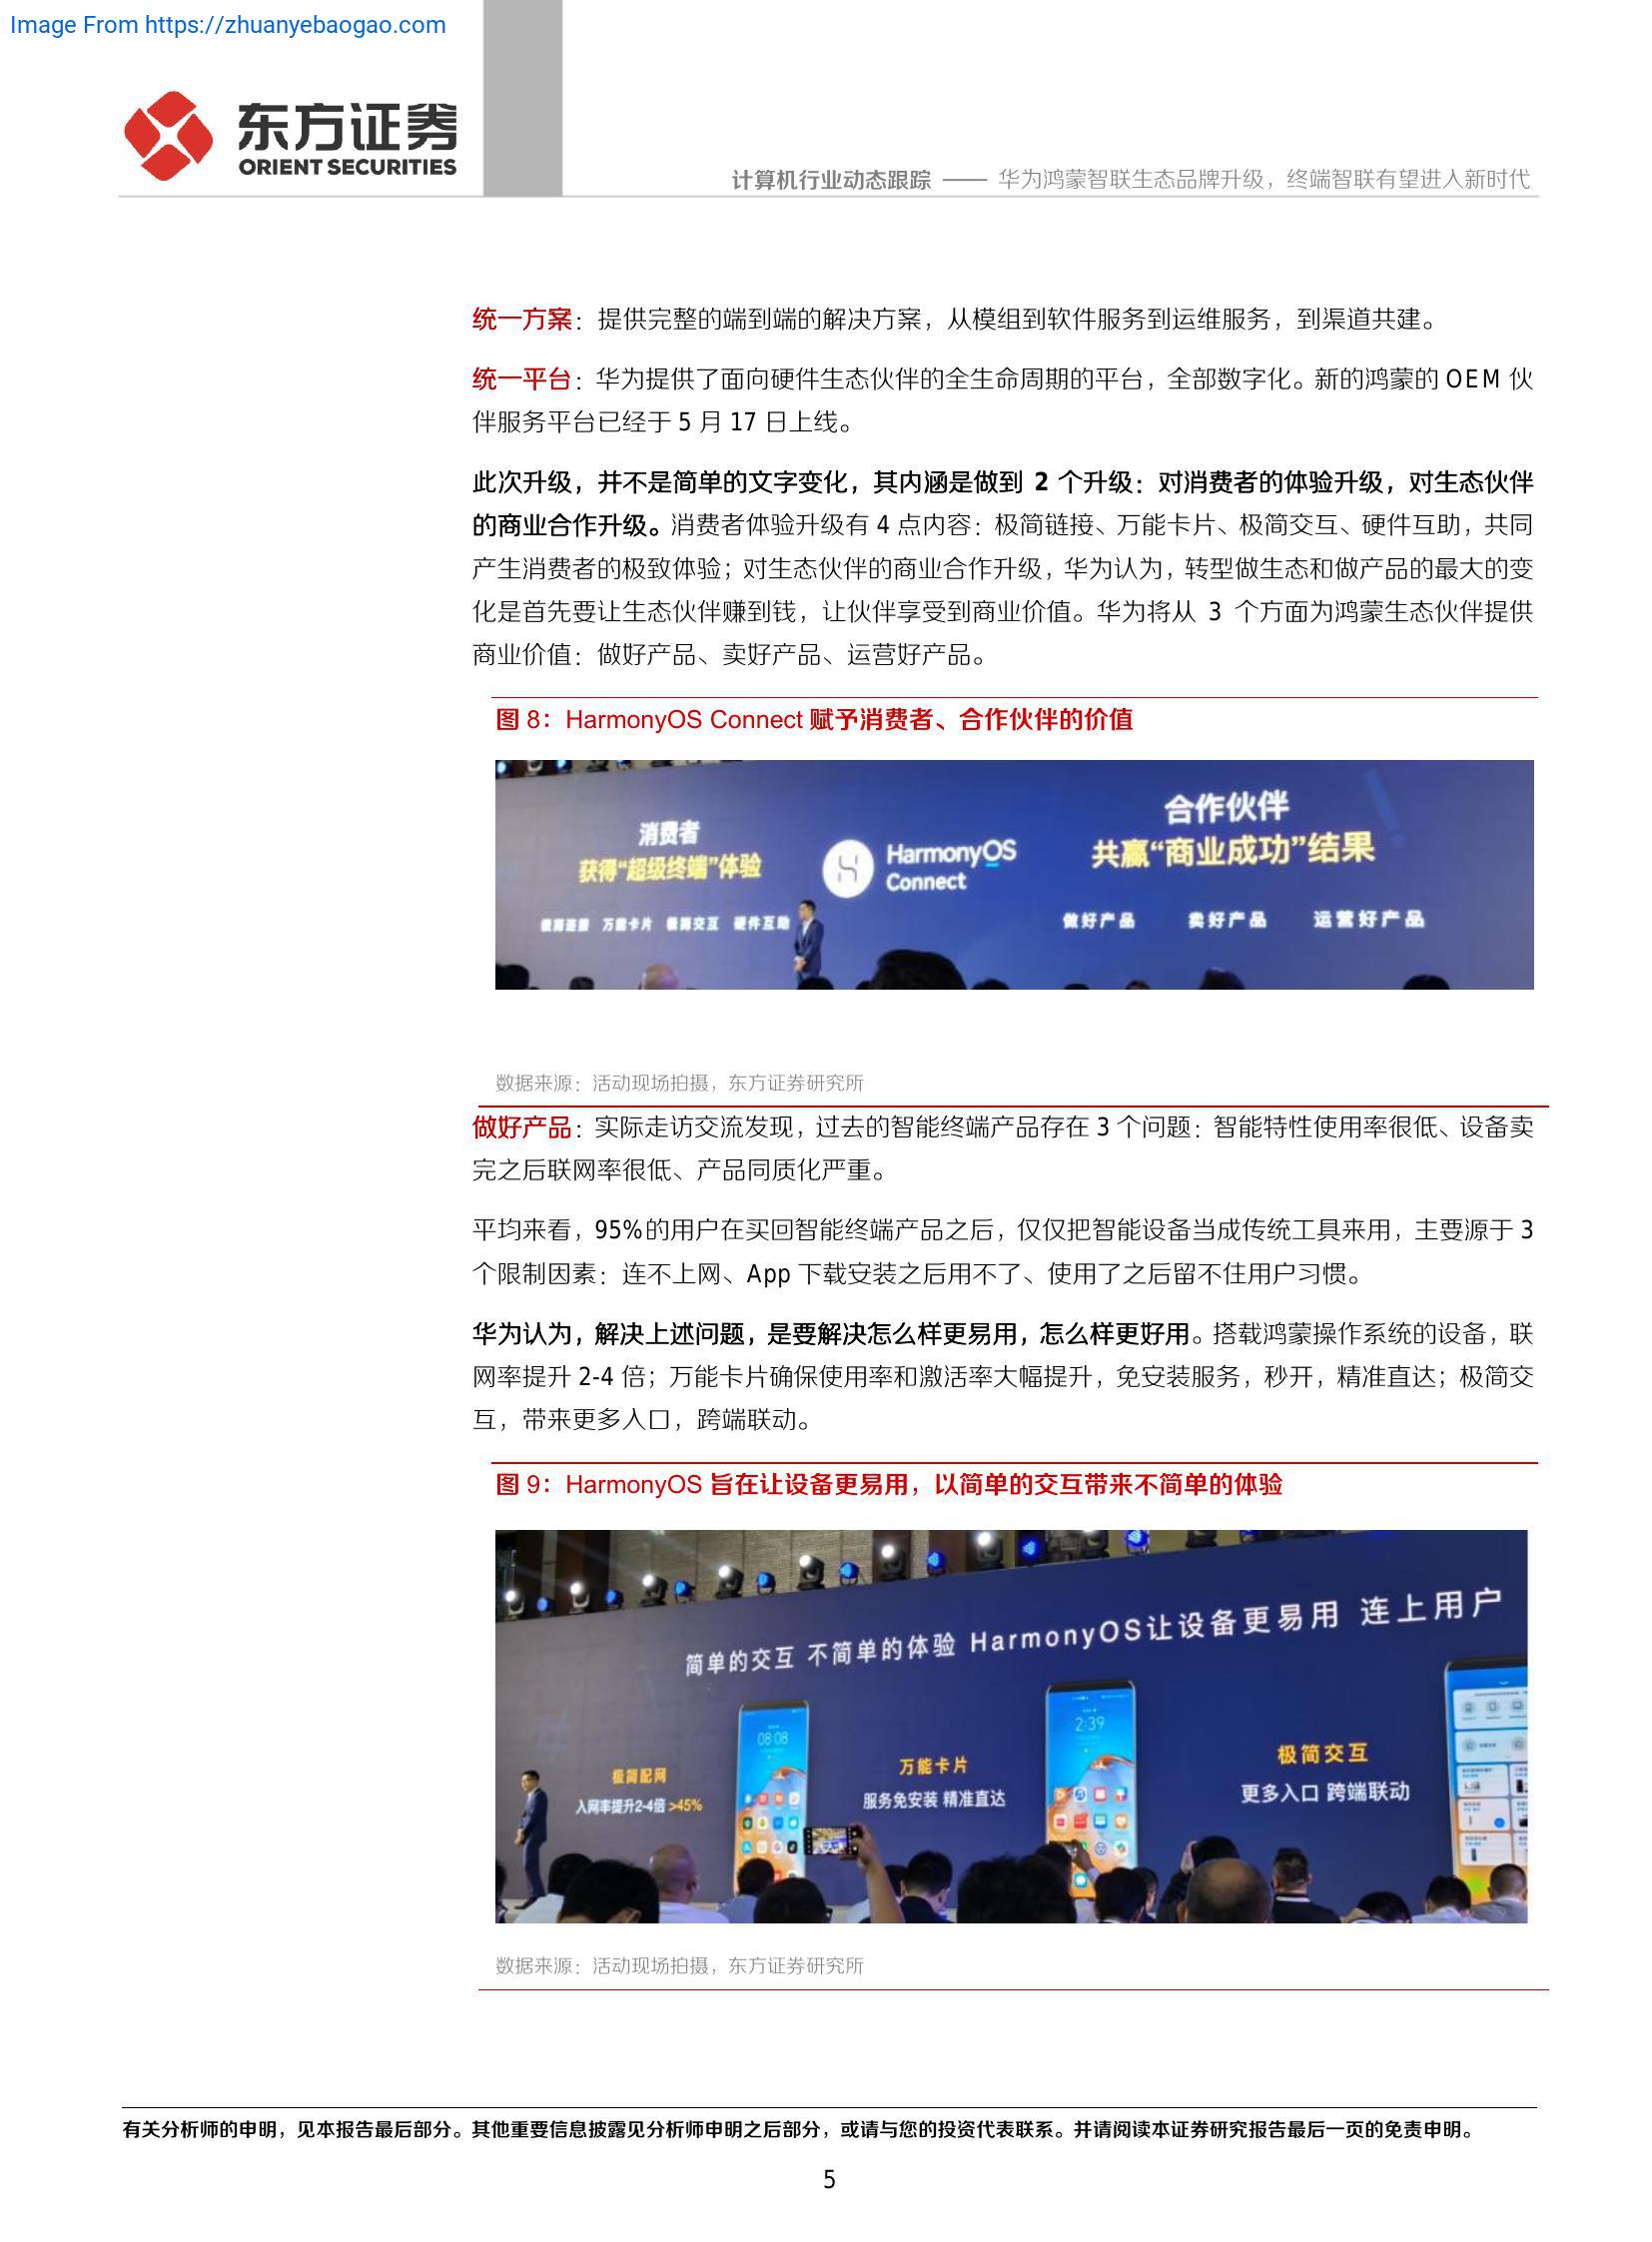 Image From https://zhuanyebaogao.com
东方证券
ORIENT SECURITIES
计算机行业动态跟踪 —— 华为鸿蒙智联生态品牌升级，终端智联有望进入新时代
统一方案：提供完整的端到端的解决方案，从模组到软件服务到运维服务，到渠道共建。
统一平台：华为提供了面向硬件生态伙伴的全生命周期的平台，全部数字化。新的鸿蒙的 OEM 伙
伴服务平台已经于 5 月 17 日上线。
此次升级，并不是简单的文字变化，其内涵是做到 2 个升级：对消费者的体验升级，对生态伙伴
的商业合作升级。消费者体验升级有 4 点内容：极简链接、万能卡片、极简交互、硬件互助，共同
产生消费者的极致体验；对生态伙伴的商业合作升级，华为认为，转型做生态和做产品的最大的变
化是首先要让生态伙伴赚到钱，让伙伴享受到商业价值。华为将从 3 个方面为鸿蒙生态伙伴提供
商业价值：做好产品、卖好产品、运营好产品。
图 8：HarmonyOS Connect 赋予消费者、合作伙伴的价值
消费者
获得“超级终端”体验
极简连接 万能卡片 极简交互 硬件互助
HarmonyOS
Connect
合作伙伴
共赢“商业成功”结果
做好产品 卖好产品 运营好产品
数据来源：活动现场拍摄，东方证券研究所
做好产品：实际走访交流发现，过去的智能终端产品存在 3 个问题：智能特性使用率很低、设备卖
完之后联网率很低、产品同质化严重。
平均来看，95%的用户在买回智能终端产品之后，仅仅把智能设备当成传统工具来用，主要源于 3
个限制因素：连不上网、App 下载安装之后用不了、使用了之后留不住用户习惯。
华为认为，解决上述问题，是要解决怎么样更易用，怎么样更好用。搭载鸿蒙操作系统的设备，联
网率提升 2-4 倍；万能卡片确保使用率和激活率大幅提升，免安装服务，秒开，精准直达；极简交
互，带来更多入口，跨端联动。
图 9：HarmonyOS 旨在让设备更易用，以简单的交互带来不简单的体验
简单的交互 不简单的体验 HarmonyOS让设备更易用 连上用户
极简配网
入网率提升2-4倍 >45%
08:08
万能卡片
服务免安装 精准直达
2:39
极简交互
更多入口 跨端联动
数据来源：活动现场拍摄，东方证券研究所
有关分析师的申明，见本报告最后部分。其他重要信息披露见分析师申明之后部分，或请与您的投资代表联系。并请阅读本证券研究报告最后一页的免责申明。
5